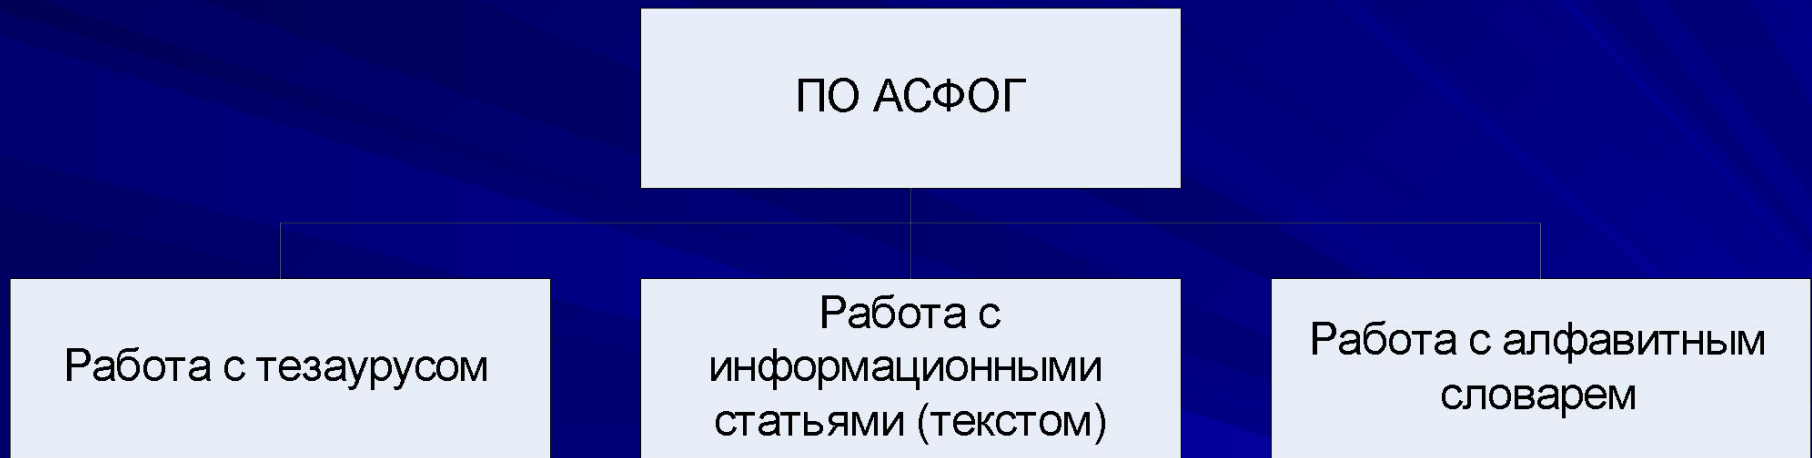 ПО АСФОГ
Работа с тезаурусом
Работа с
информационными
статьями (текстом)
Работа с алфавитным
словарем